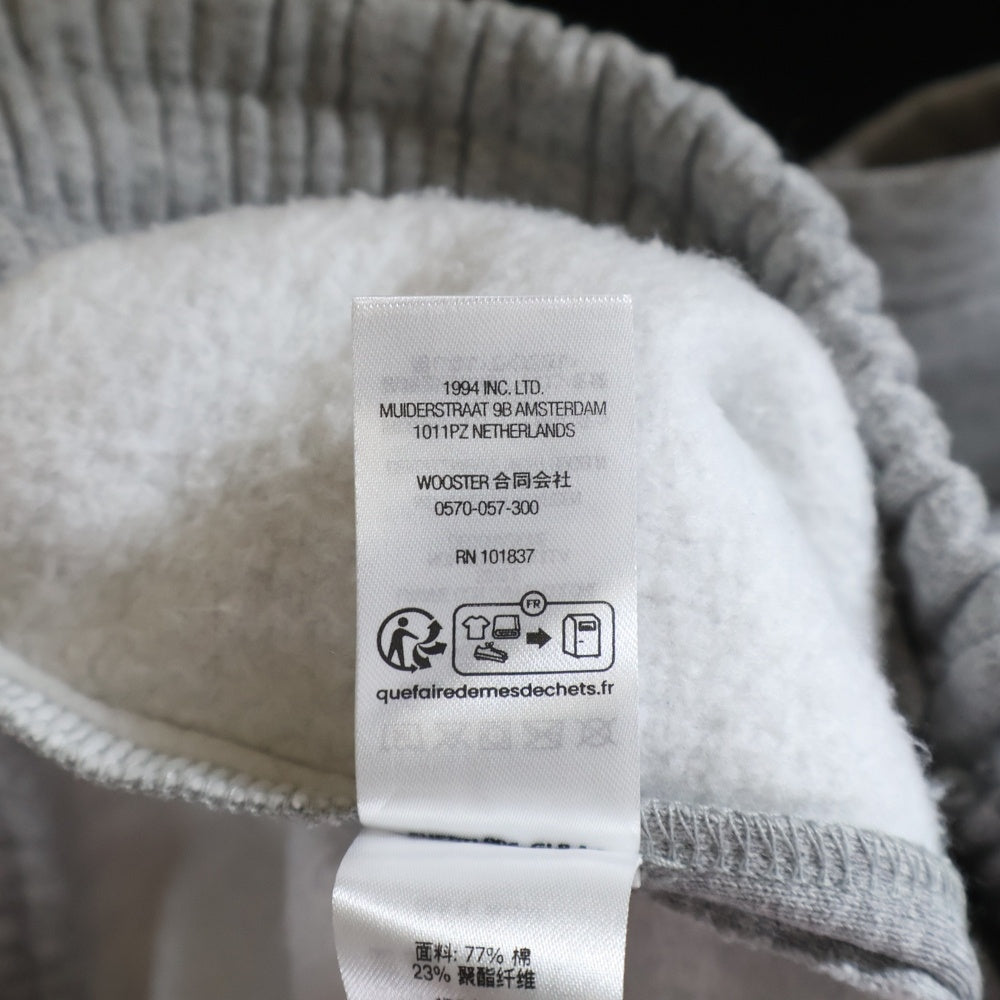 1994 INC. LTD.
MUIDERSTRAAT 9B AMSTERDAM
1011PZ NETHERLANDS
WOOSTER 合同会社
0570-057-300
RN 101837
FR
quefairedemesdechets.fr
面料: 77% 棉
23% 聚酯纤维